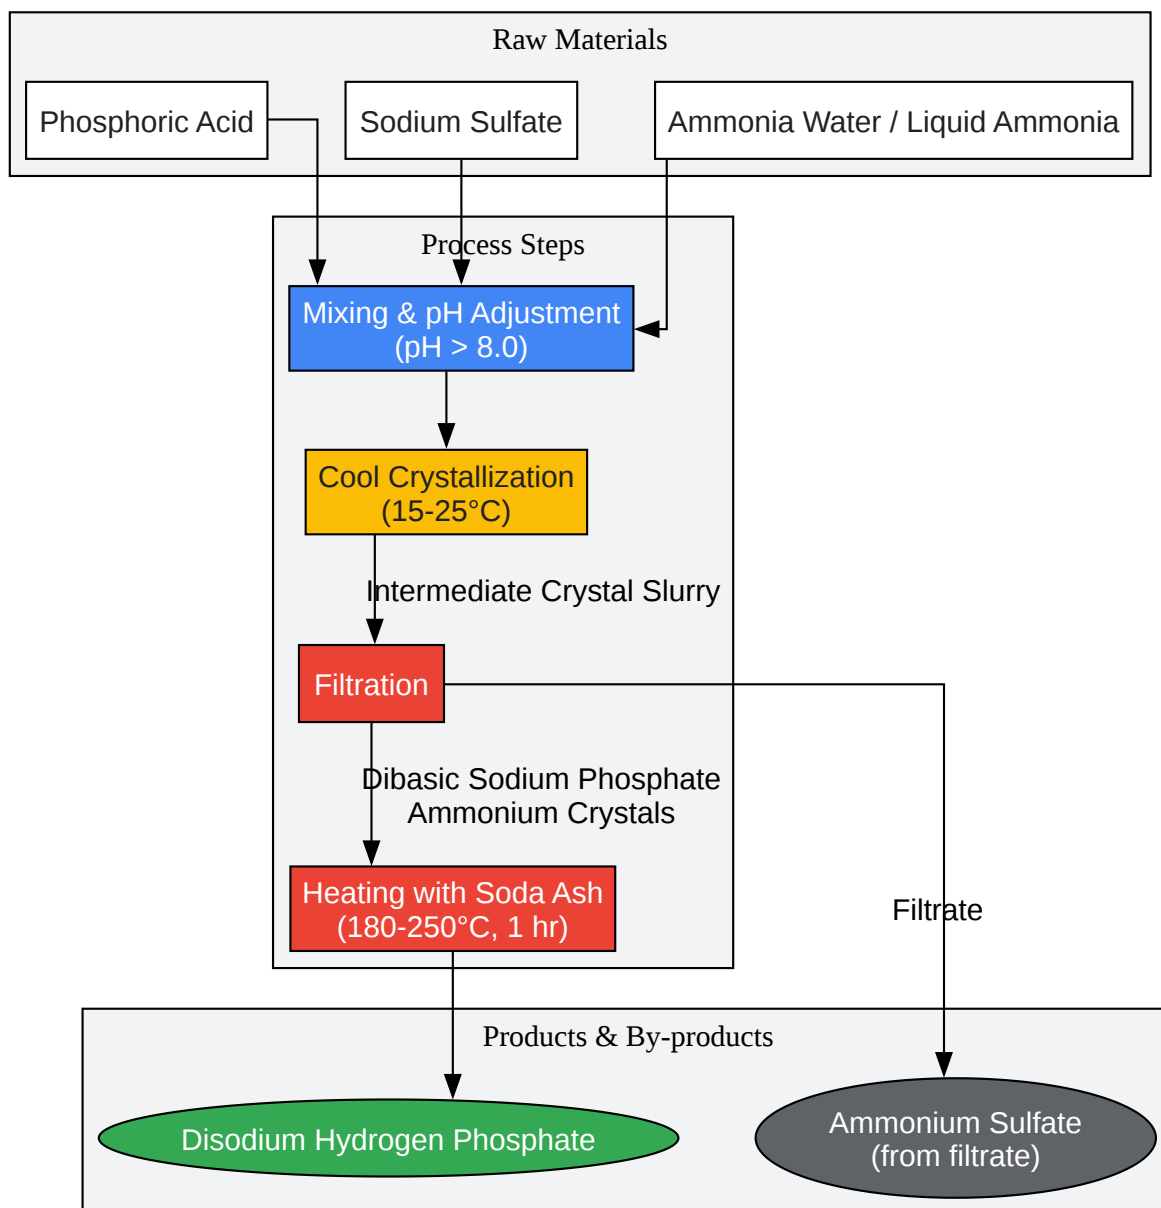 Raw Materials
Phosphoric Acid
Sodium Sulfate
Ammonia Water / Liquid Ammonia
Process Steps
Mixing & pH Adjustment
(pH > 8.0)
Cool Crystallization
(15-25°C)
Intermediate Crystal Slurry
Filtration
Dibasic Sodium Phosphate
Ammonium Crystals
Heating with Soda Ash
(180-250°C, 1 hr)
Filtrate
Products & By-products
Disodium Hydrogen Phosphate
Ammonium Sulfate
(from filtrate)